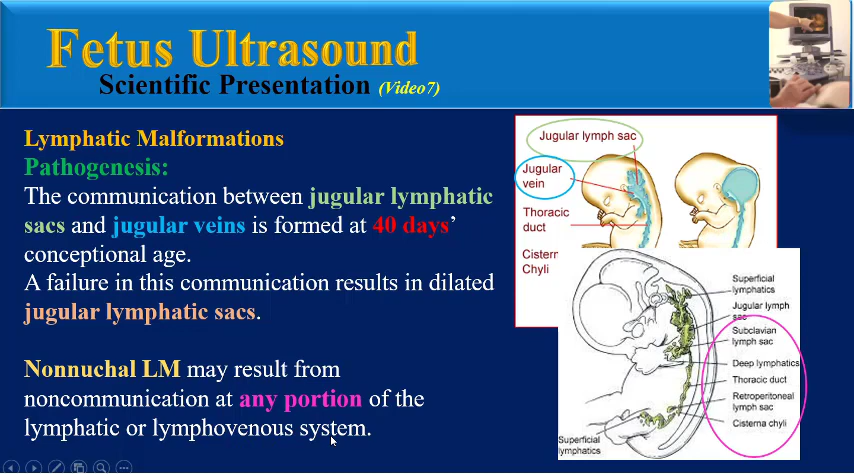 Fetus Ultrasound
Scientific Presentation (Video7)
Lymphatic Malformations
Pathogenesis:
The communication between jugular lymphatic
sacs and jugular veins is formed at 40 days’
conceptional age.
A failure in this communication results in dilated
jugular lymphatic sacs.
Nonnuchal LM may result from
noncommunication at any portion of the
lymphatic or lymphovenous system.
Jugular lymph sac
Jugular
vein
Thoracic
duct
Cistern
Chyli
Superficial
lymphatics
Jugular lymph
sac
Subclavian
lymph sac
Deep lymphatics
Thoracic duct
Retroperitoneal
lymph sac
Cisterna chyli
Superficial
lymphatics